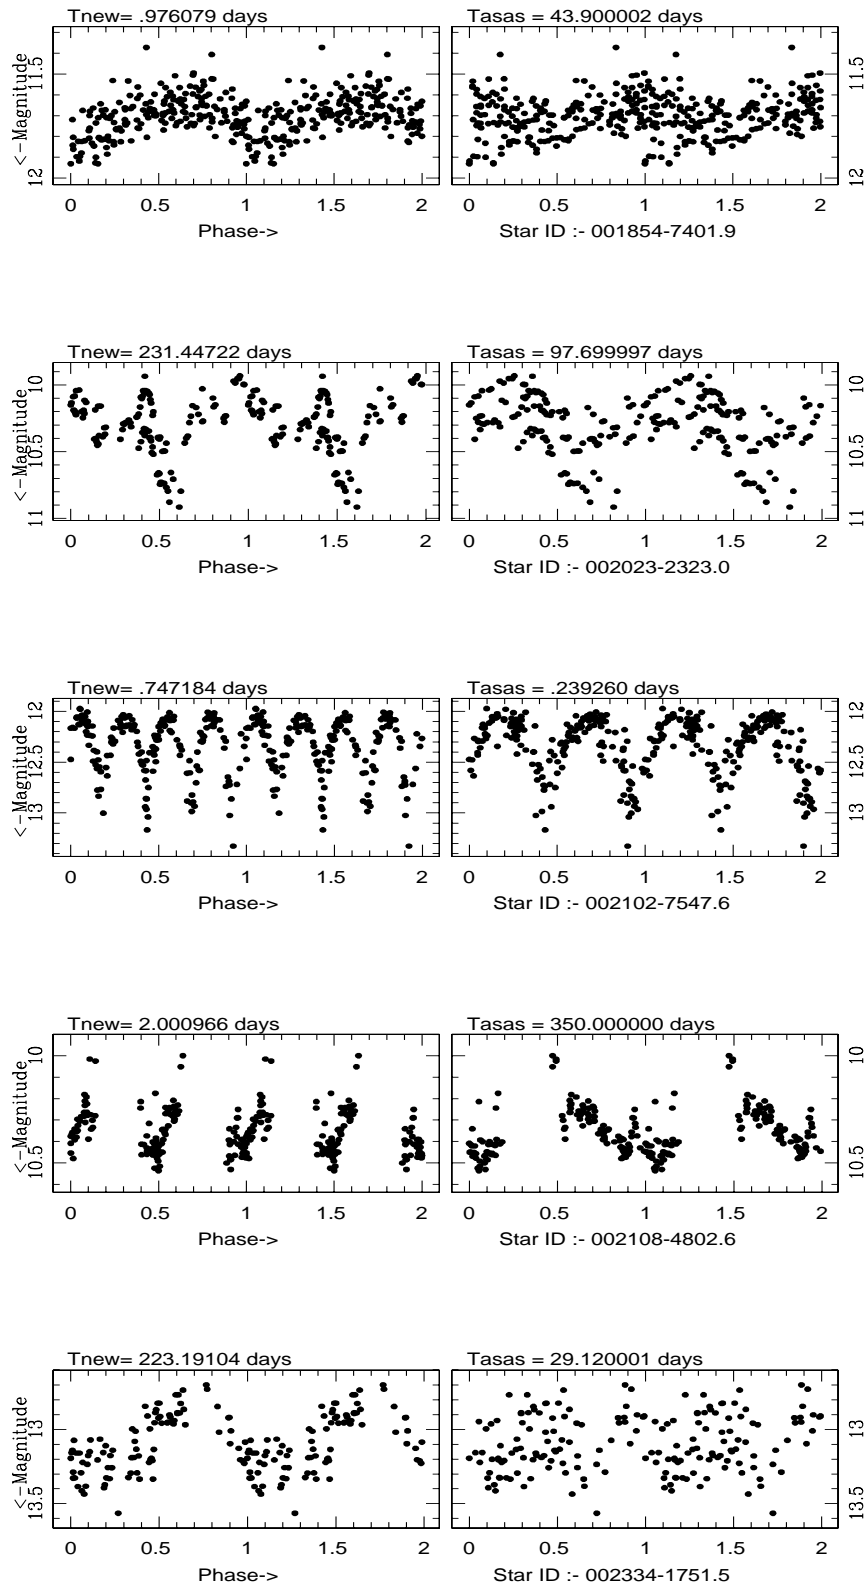 Tnew= .976079 days Tasas = 43.900002 days
<-Magnitude
11.5
12
0 0.5 1 1.5 2 0 0.5 1 1.5 2
Phase-> Star ID :- 001854-7401.9
Tnew= 231.44722 days Tasas = 97.699997 days
<-Magnitude
10 10
10.5 10.5
11 11
0 0.5 1 1.5 2 0 0.5 1 1.5 2
Phase-> Star ID :- 002023-2323.0
Tnew= .747184 days Tasas = .239260 days
<-Magnitude
12 12
12.5 12.5
13 13
0 0.5 1 1.5 2 0 0.5 1 1.5 2
Phase-> Star ID :- 002102-7547.6
Tnew= 2.000966 days Tasas = 350.000000 days
<-Magnitude
10 10
10.5 10.5
0 0.5 1 1.5 2 0 0.5 1 1.5 2
Phase-> Star ID :- 002108-4802.6
Tnew= 223.19104 days Tasas = 29.120001 days
<-Magnitude
13 13
13.5 13.5
0 0.5 1 1.5 2 0 0.5 1 1.5 2
Phase-> Star ID :- 002334-1751.5